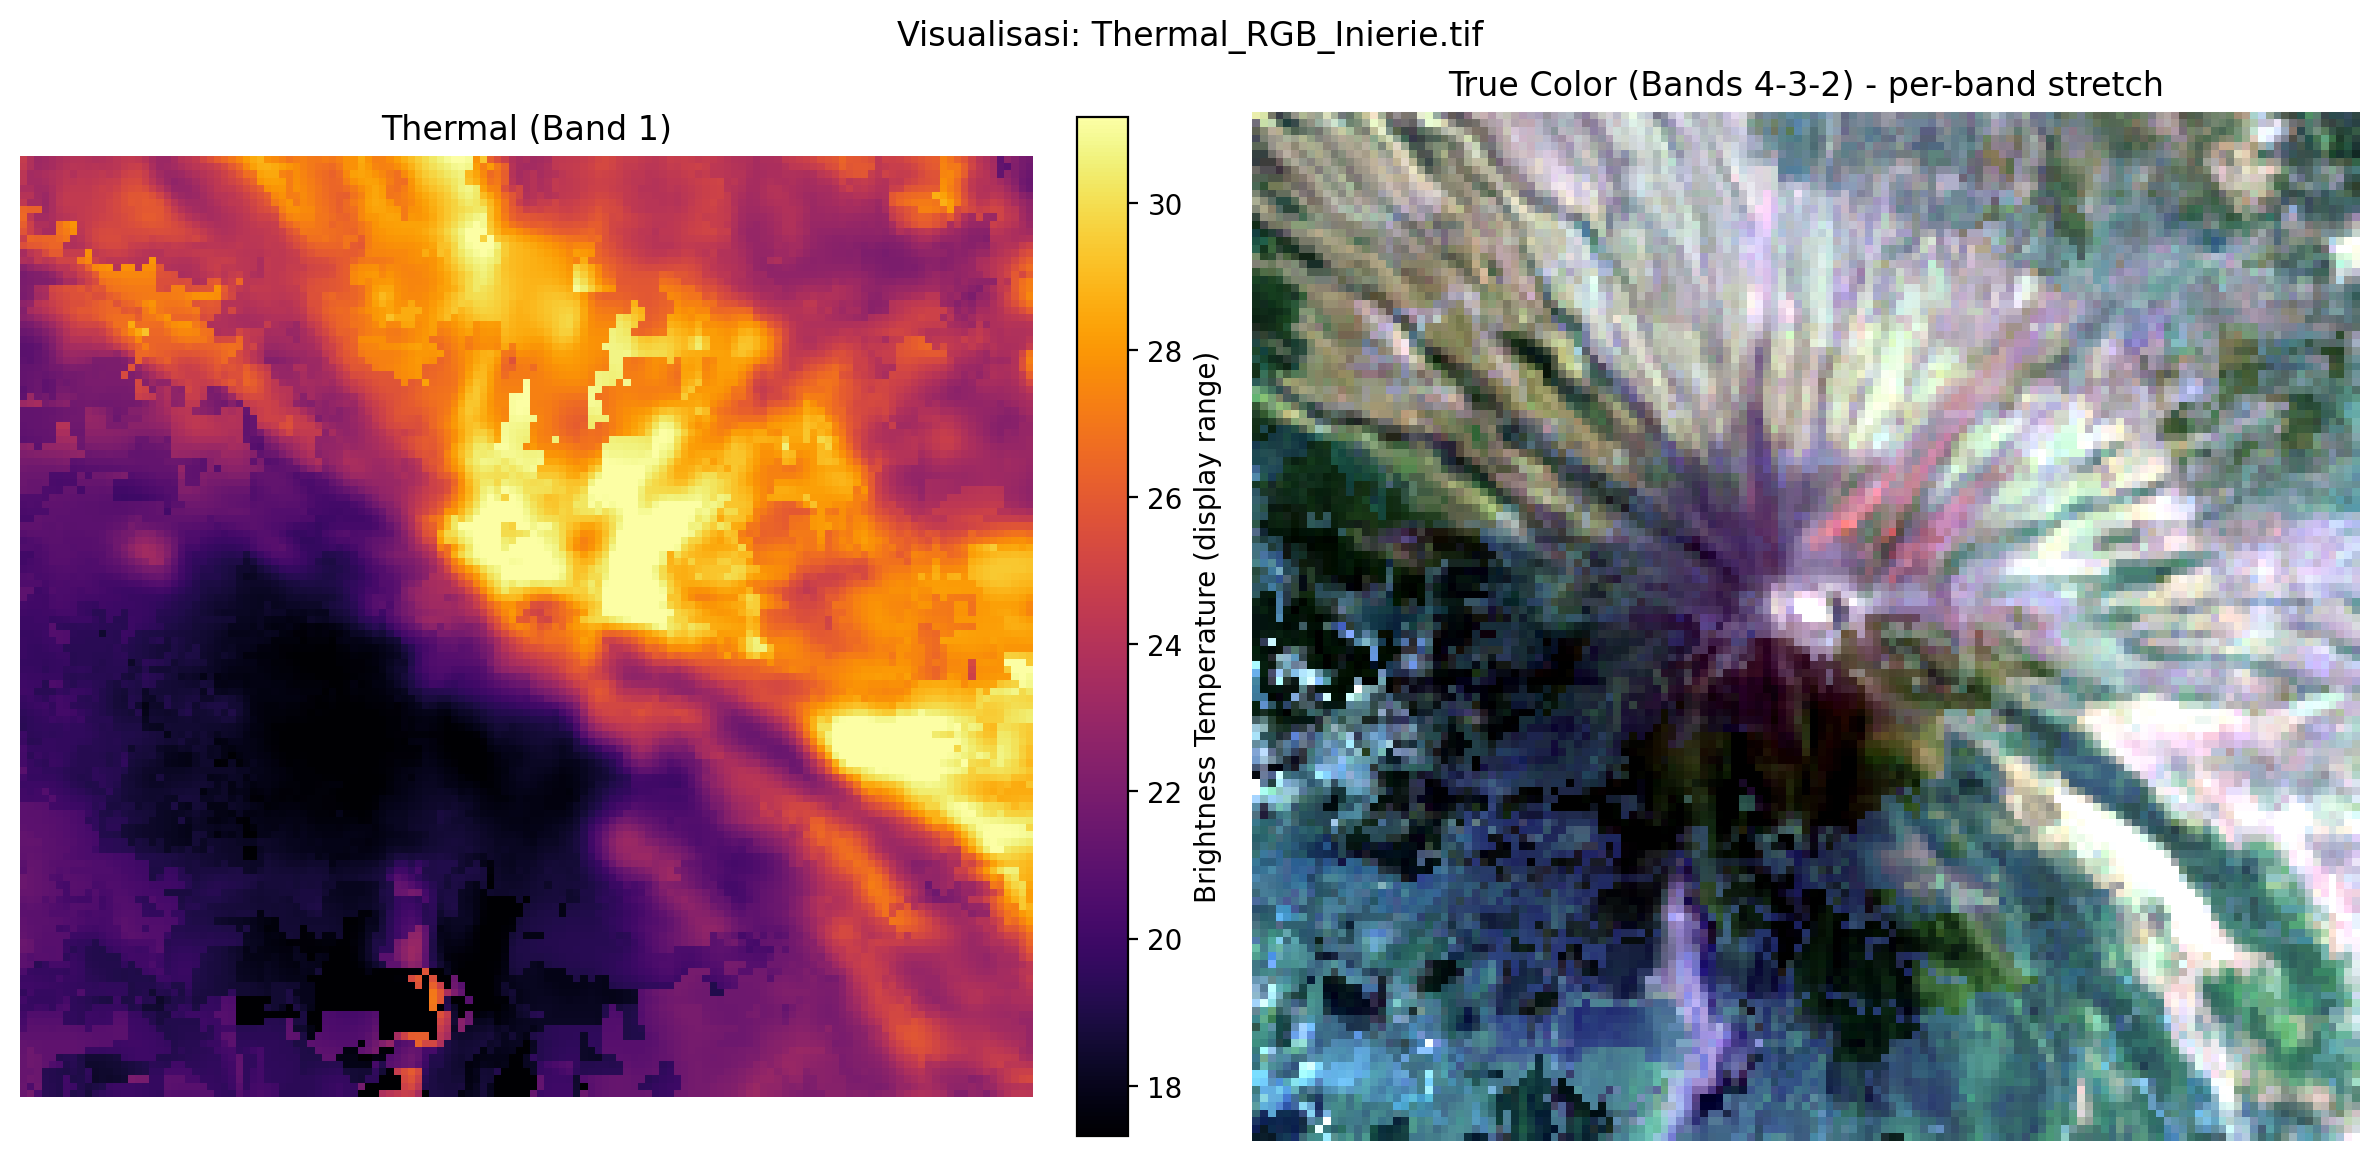 Visualisasi: Thermal_RGB_Inierie.tif
Thermal (Band 1)
30
28
26
24
22
20
18
Brightness Temperature (display range)
True Color (Bands 4-3-2) - per-band stretch